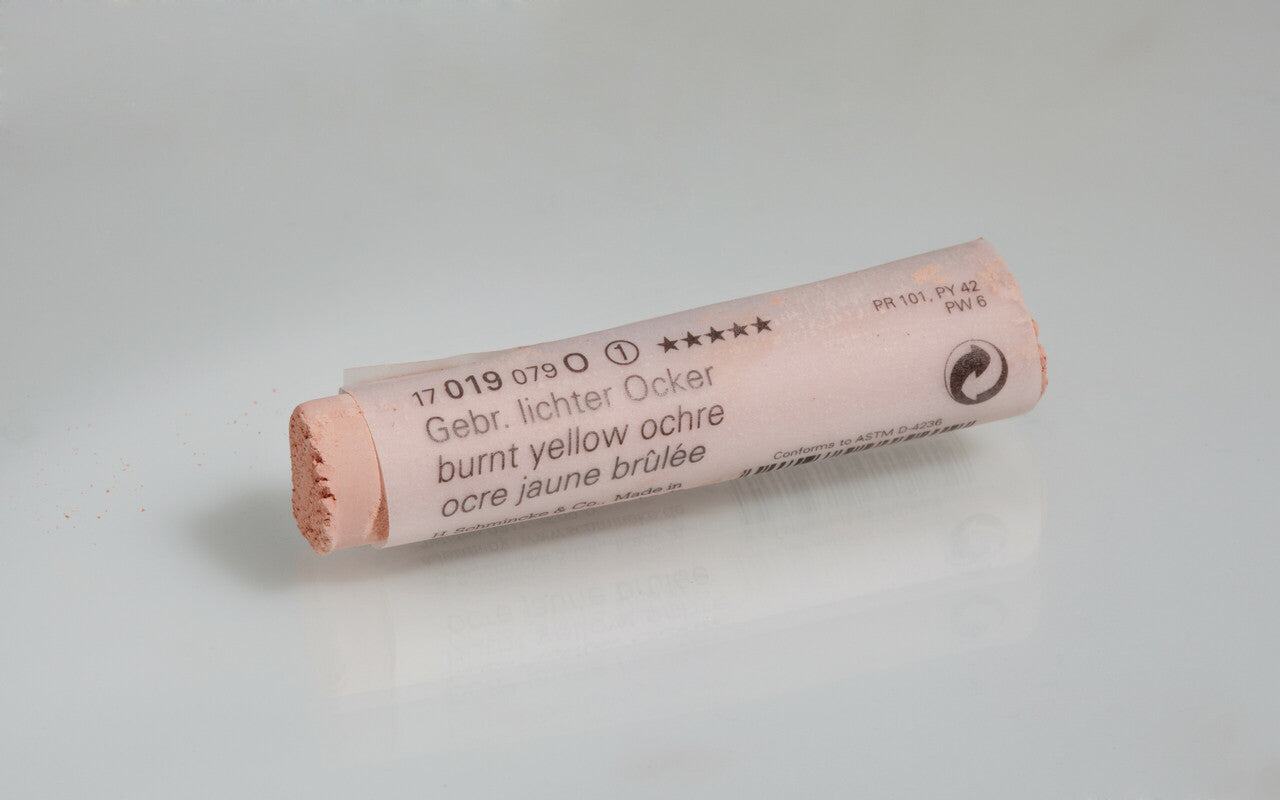 17 019 079 O 1 ★★★★★
PR 101, PY 42
PW 6
Gebr. lichter Ocker
burnt yellow ochre
ocre jaune brûlée
H. Schmincke & Co., Made in
Conforms to ASTM D-4236